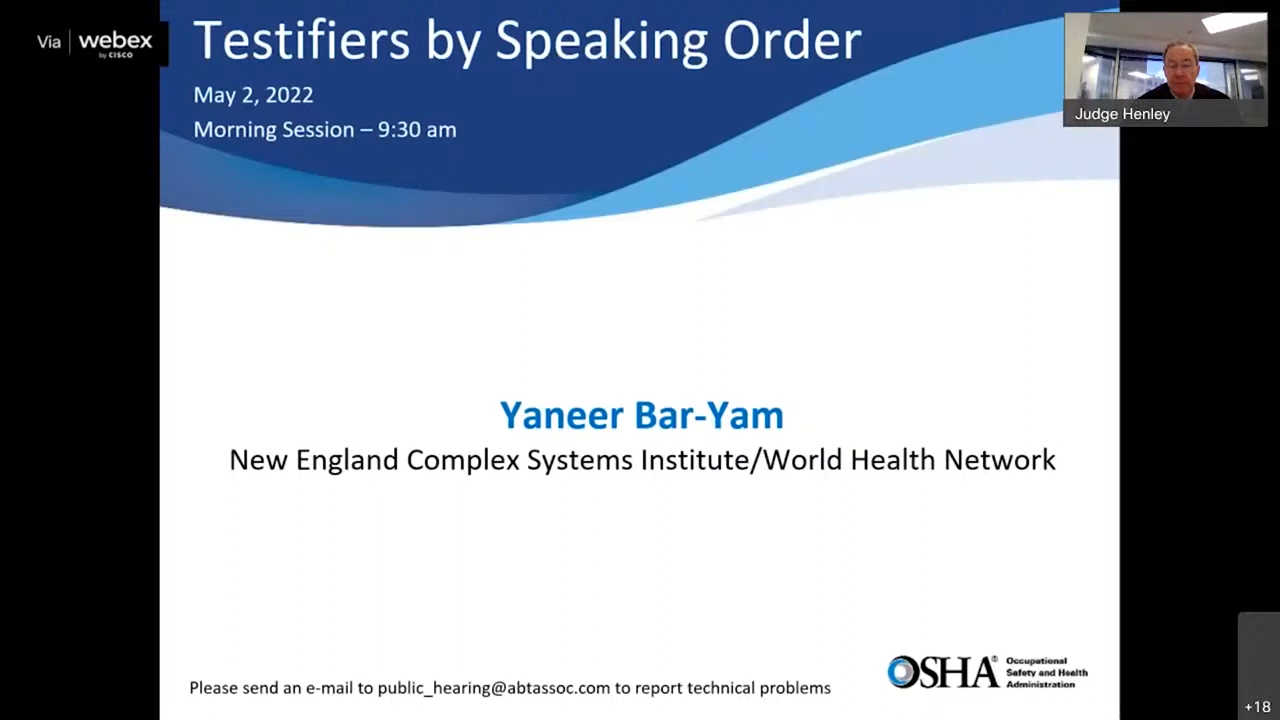 Via webex
by CISCO
Testifiers by Speaking Order
May 2, 2022
Morning Session – 9:30 am
Judge Henley
Yaneer Bar-Yam
New England Complex Systems Institute/World Health Network
OSHA®
Occupational
Safety and Health
Administration
Please send an e-mail to public_hearing@abtassoc.com to report technical problems
+18